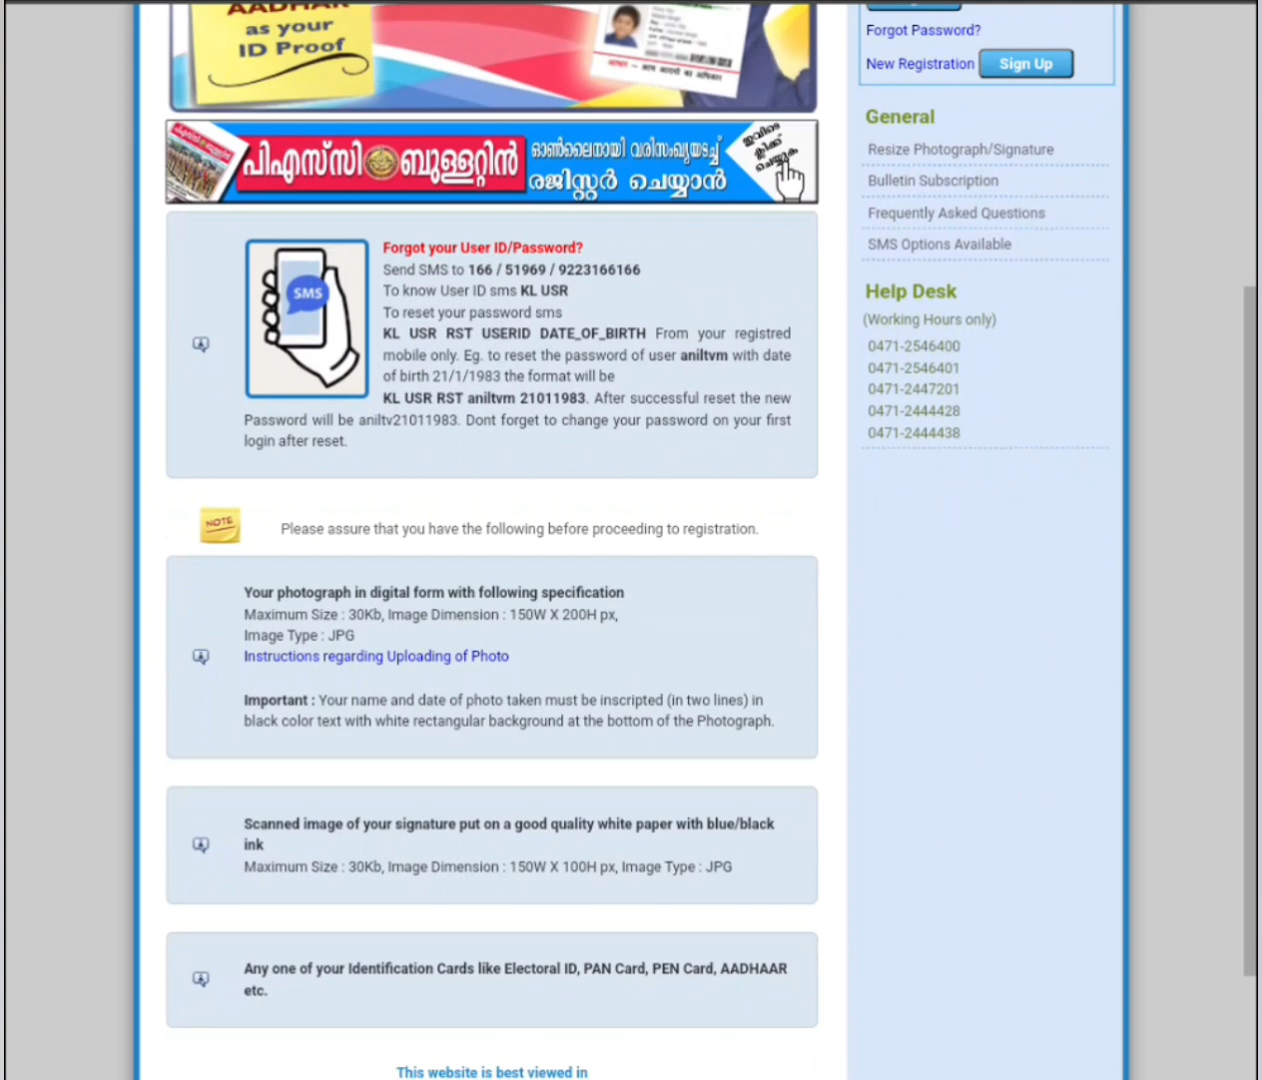 AADHAR
as your
ID Proof
Forgot Password?
New Registration Sign Up
പിഎസ്‌സി ബുള്ളറ്റിൻ
ഓൺലൈനായി വരിസംഖ്യയടച്ച്
രജിസ്റ്റർ ചെയ്യാൻ
ഇവിടെ
ക്ലിക്ക്
ചെയ്യുക
General
Resize Photograph/Signature
Bulletin Subscription
Frequently Asked Questions
SMS Options Available
Help Desk
(Working Hours only)
0471-2546400
0471-2546401
0471-2447201
0471-2444428
0471-2444438
SMS
Forgot your User ID/Password?
Send SMS to 166 / 51969 / 9223166166
To know User ID sms KL USR
To reset your password sms
KL USR RST USERID DATE_OF_BIRTH From your registred
mobile only. Eg. to reset the password of user aniltvm with date
of birth 21/1/1983 the format will be
KL USR RST aniltvm 21011983. After successful reset the new
Password will be aniltv21011983. Dont forget to change your password on your first
login after reset.
NOTE
Please assure that you have the following before proceeding to registration.
Your photograph in digital form with following specification
Maximum Size : 30Kb, Image Dimension : 150W X 200H px,
Image Type : JPG
Instructions regarding Uploading of Photo
Important : Your name and date of photo taken must be inscripted (in two lines) in
black color text with white rectangular background at the bottom of the Photograph.
Scanned image of your signature put on a good quality white paper with blue/black
ink
Maximum Size : 30Kb, Image Dimension : 150W X 100H px, Image Type : JPG
Any one of your Identification Cards like Electoral ID, PAN Card, PEN Card, AADHAAR
etc.
This website is best viewed in